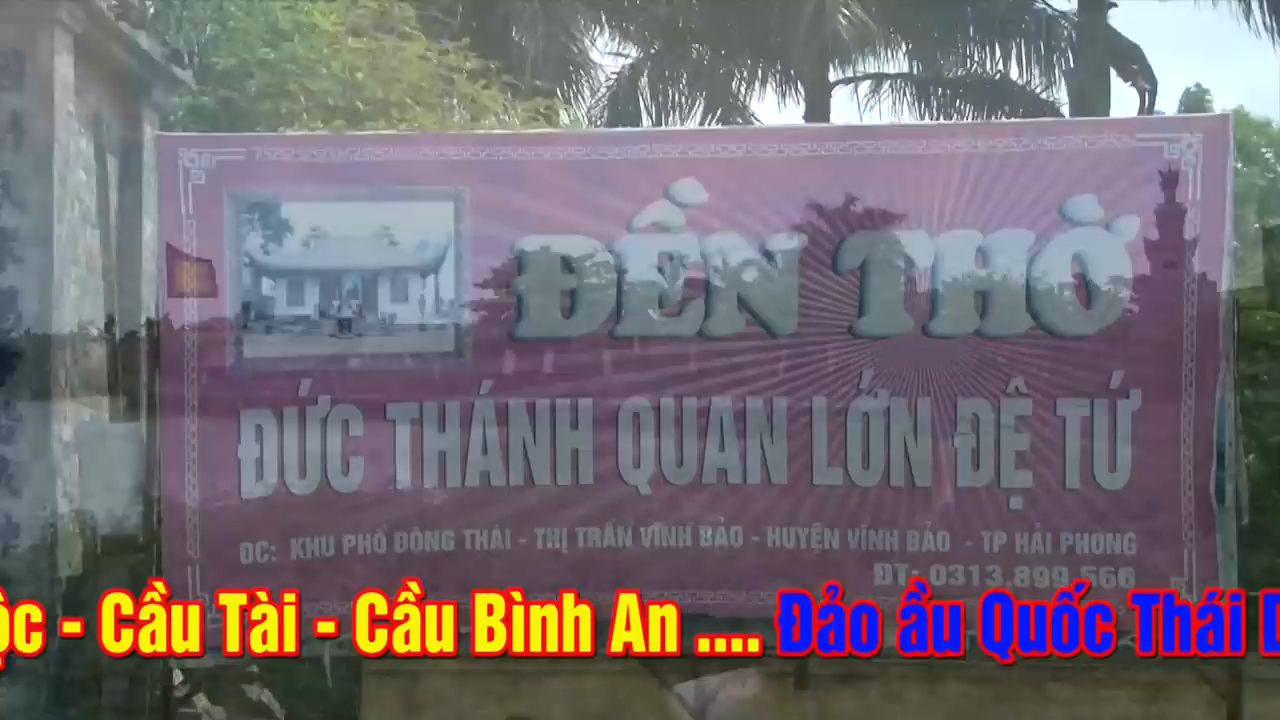 ĐỀN THỜ
ĐỨC THÁNH QUAN LỚN ĐỆ TỨ
ĐC: KHU PHỐ ĐÔNG THÁI - THỊ TRẤN VĨNH BẢO - HUYỆN VĨNH BẢO - TP HẢI PHONG
ĐT: 0313.899.566
ộc - Cầu Tài - Cầu Bình An .... Đảo ầu Quốc Thái